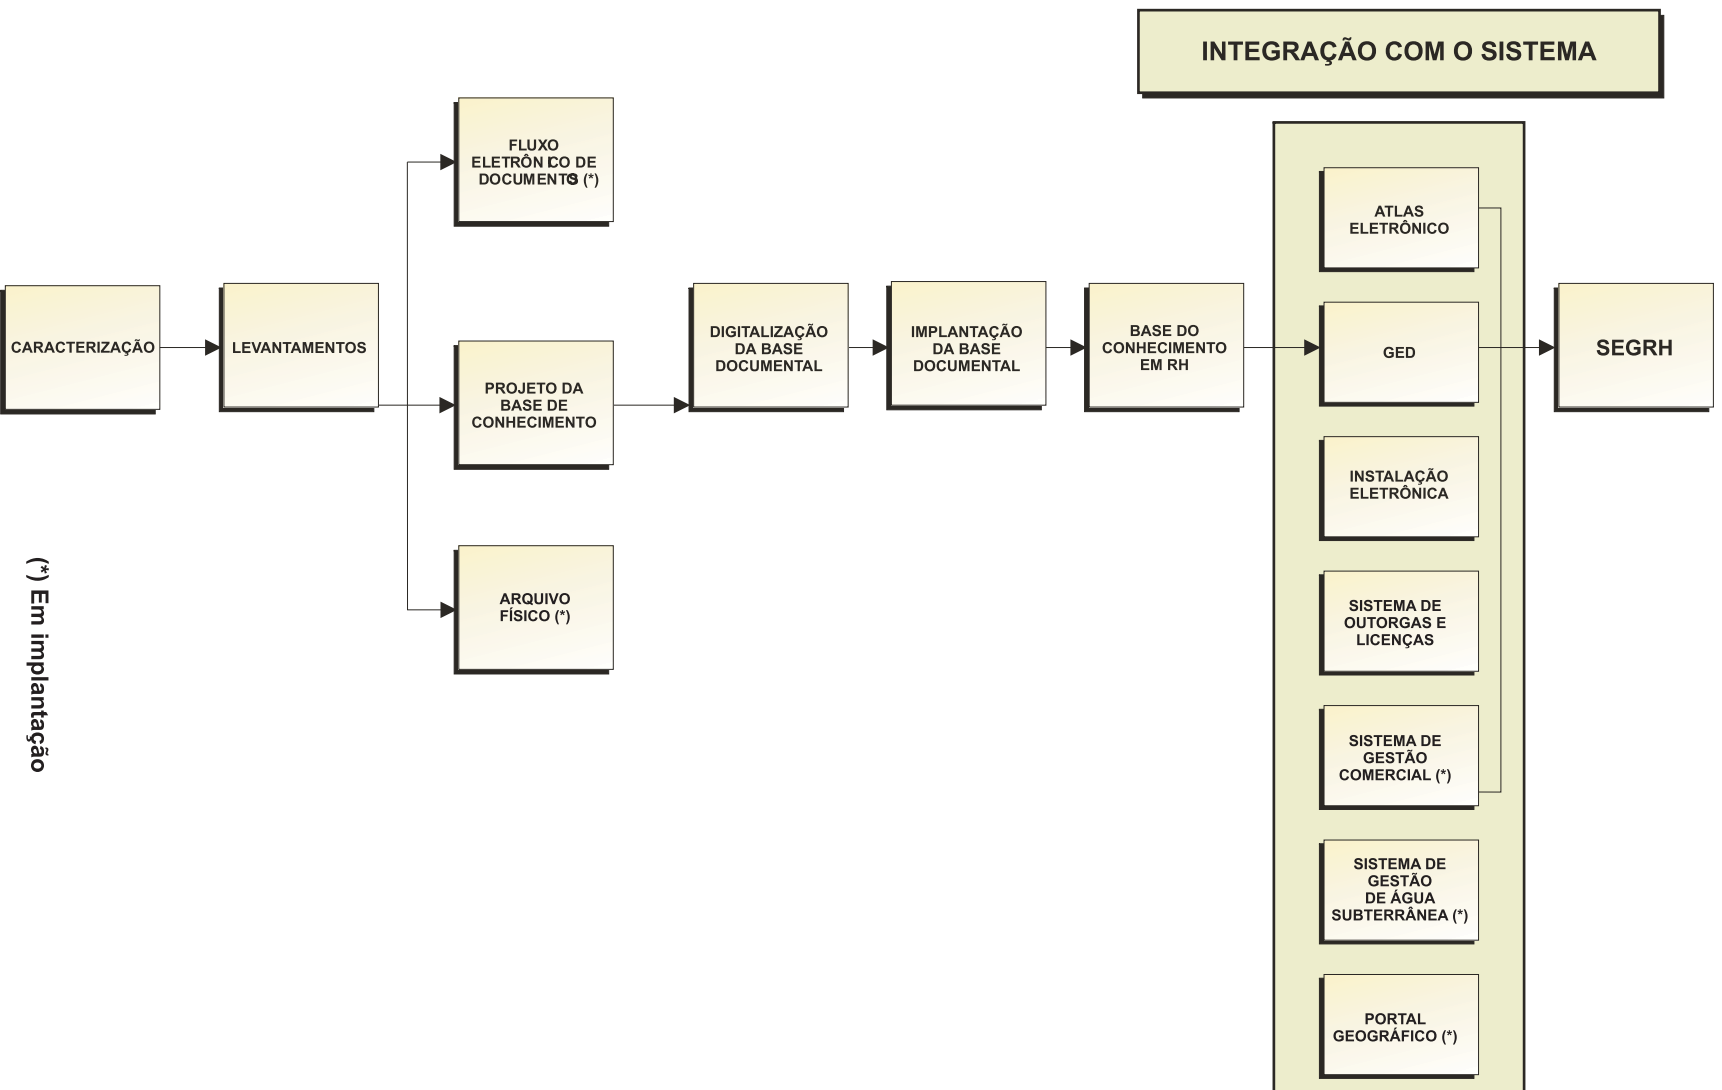 INTEGRAÇÃO COM O SISTEMA
FLUXO
ELETRÔNICO DE
DOCUMENTOS (*)
CARACTERIZAÇÃO
LEVANTAMENTOS
PROJETO DA
BASE DE
CONHECIMENTO
ARQUIVO
FÍSICO (*)
DIGITALIZAÇÃO
DA BASE
DOCUMENTAL
IMPLANTAÇÃO
DA BASE
DOCUMENTAL
BASE DO
CONHECIMENTO
EM RH
ATLAS
ELETRÔNICO
GED
INSTALAÇÃO
ELETRÔNICA
SISTEMA DE
OUTORGAS E
LICENÇAS
SISTEMA DE
GESTÃO
COMERCIAL (*)
SISTEMA DE
GESTÃO
DE ÁGUA
SUBTERRÂNEA (*)
PORTAL
GEOGRÁFICO (*)
SEGRH
(*) Em implantação